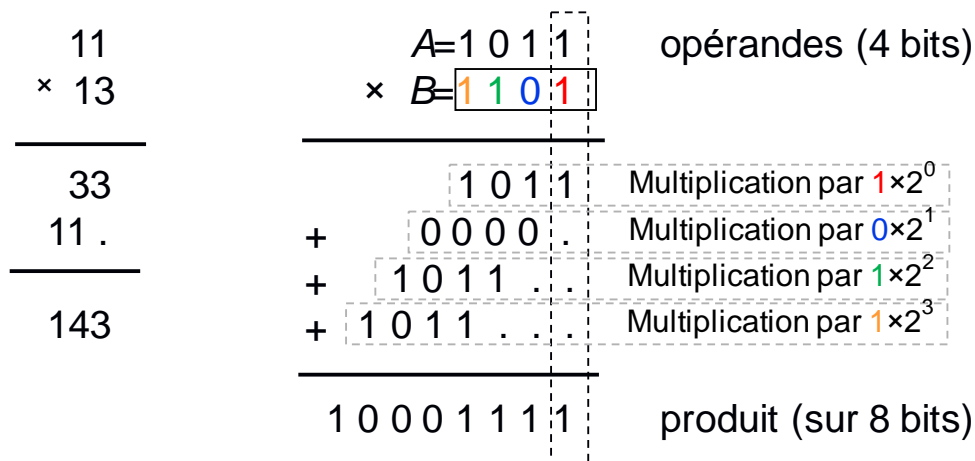 11 A=1 0 1 1 opérandes (4 bits)
× 13 × B=1 1 0 1
33 1 0 1 1 Multiplication par 1×2^0
11 . + 0 0 0 0 . Multiplication par 0×2^1
+ 1 0 1 1 . . Multiplication par 1×2^2
143 + 1 0 1 1 . . . Multiplication par 1×2^3
1 0 0 0 1 1 1 1 produit (sur 8 bits)